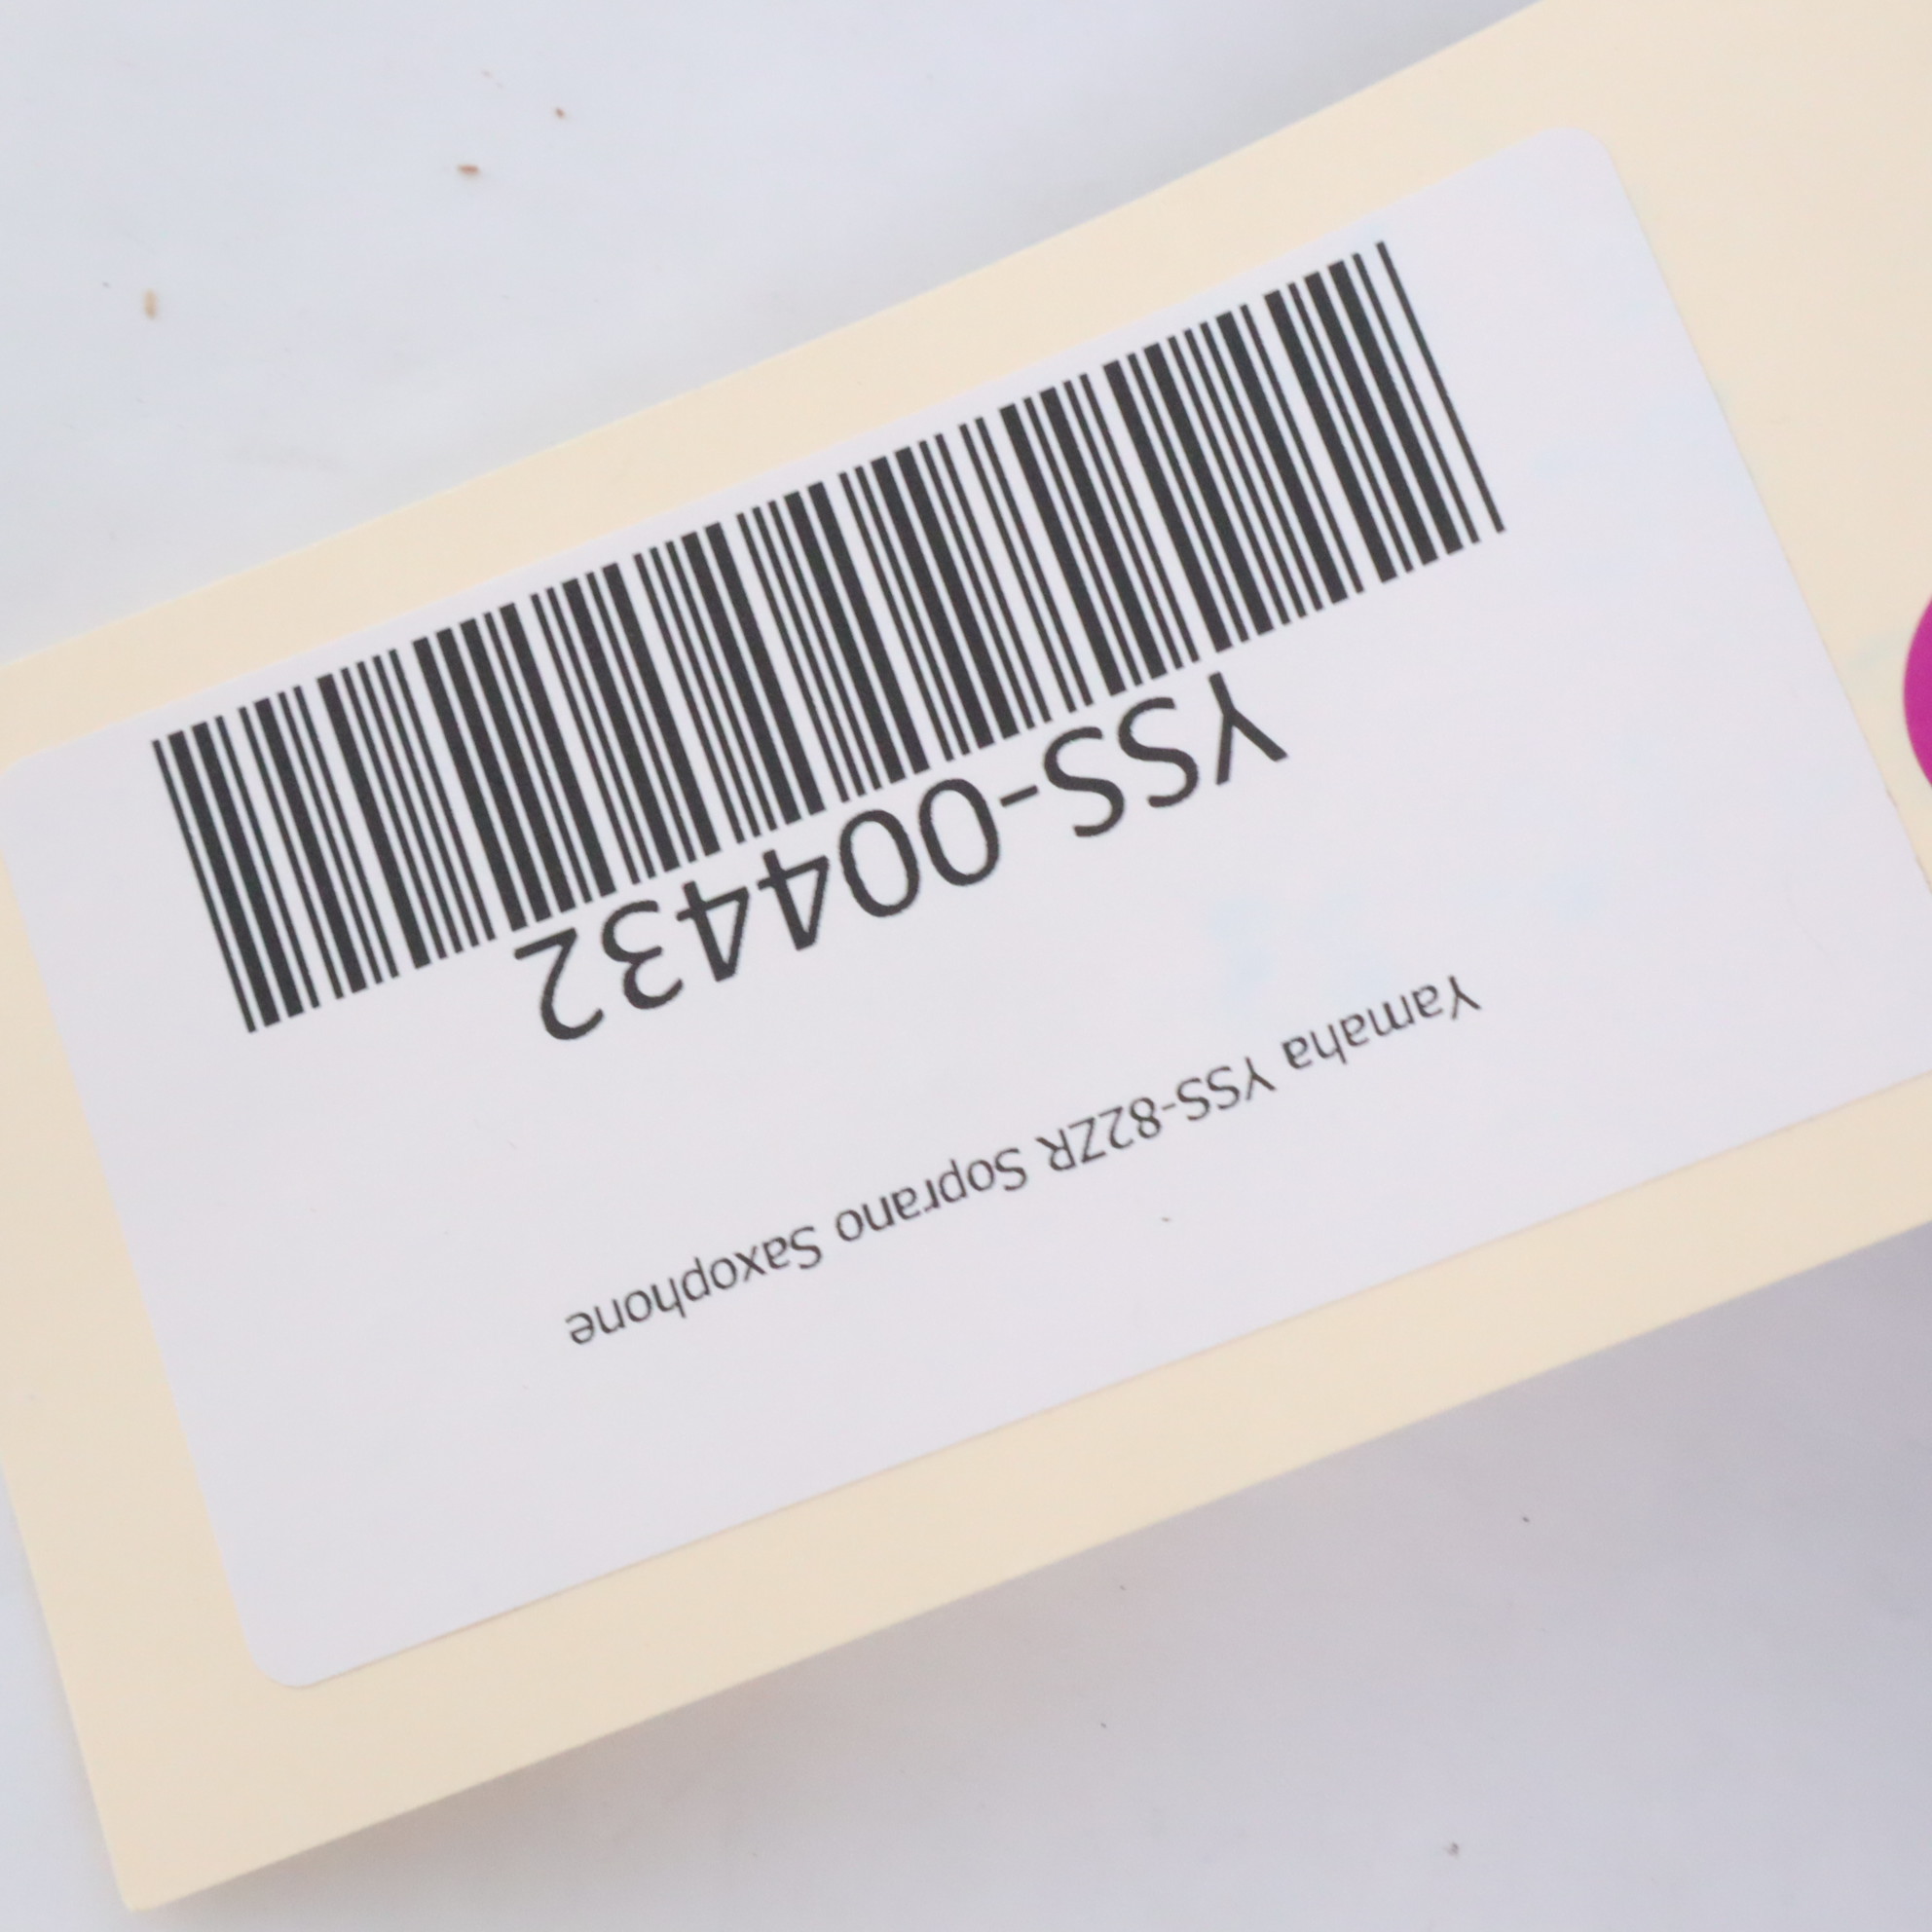 YSS-004432
Yamaha YSS-82ZR Soprano Saxophone